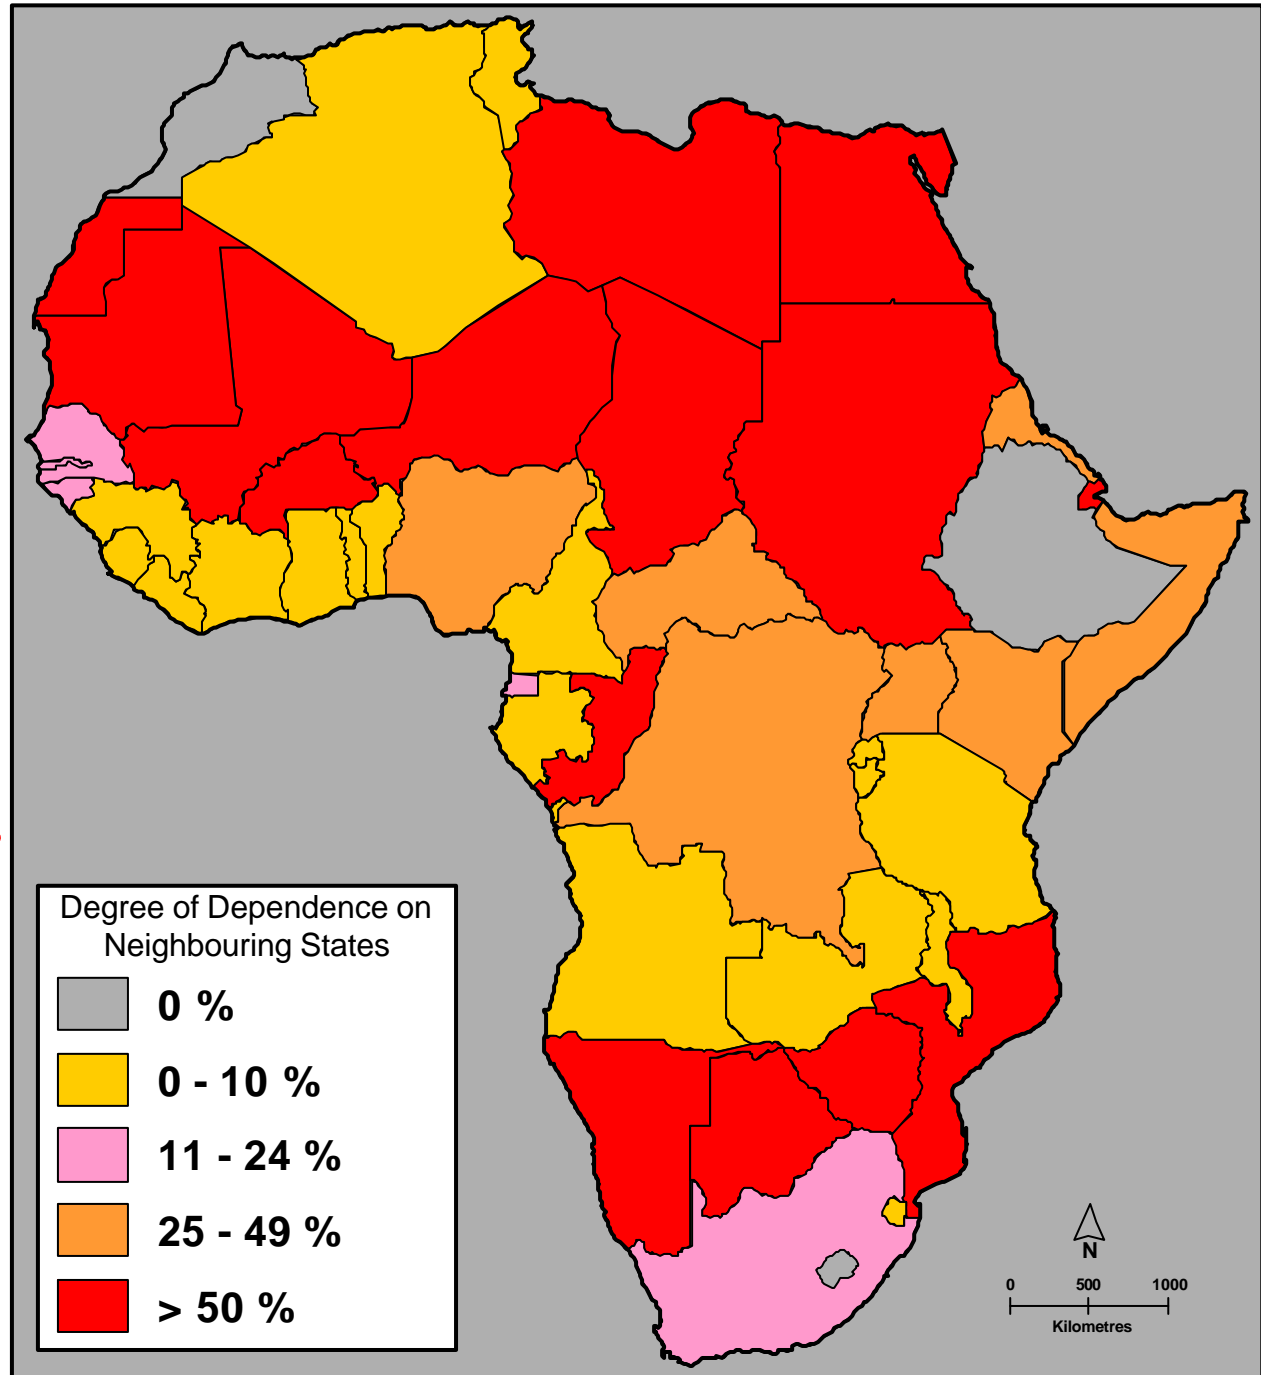 Degree of Dependence on
Neighbouring States
0 %
0 - 10 %
11 - 24 %
25 - 49 %
> 50 %
N
0 500 1000
Kilometres